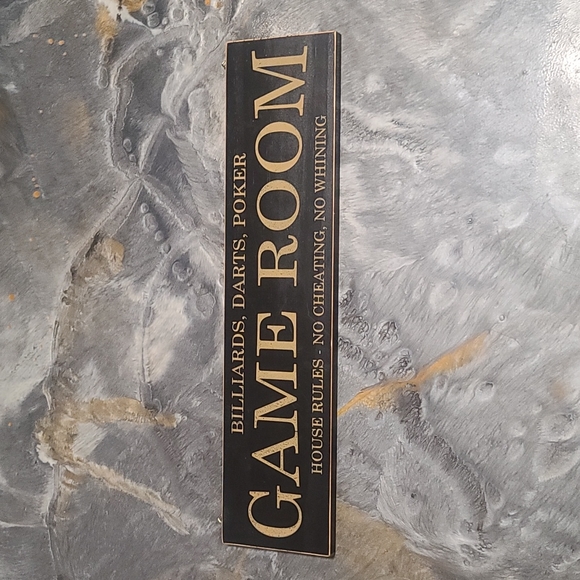 BILLIARDS, DARTS, POKER
GAME ROOM
HOUSE RULES - NO CHEATING, NO WHINING